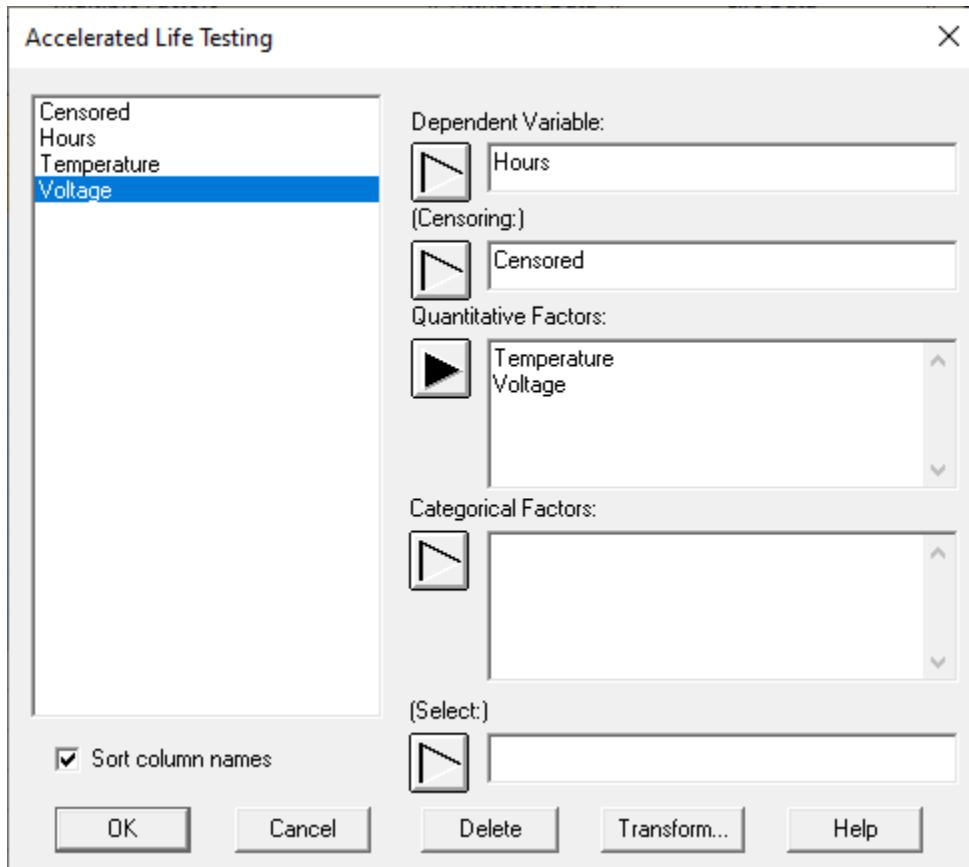 Accelerated Life Testing
Censored
Hours
Temperature
Voltage
Dependent Variable:
Hours
(Censoring:)
Censored
Quantitative Factors:
Temperature
Voltage
Categorical Factors:
(Select:)
Sort column names
OK
Cancel
Delete
Transform...
Help